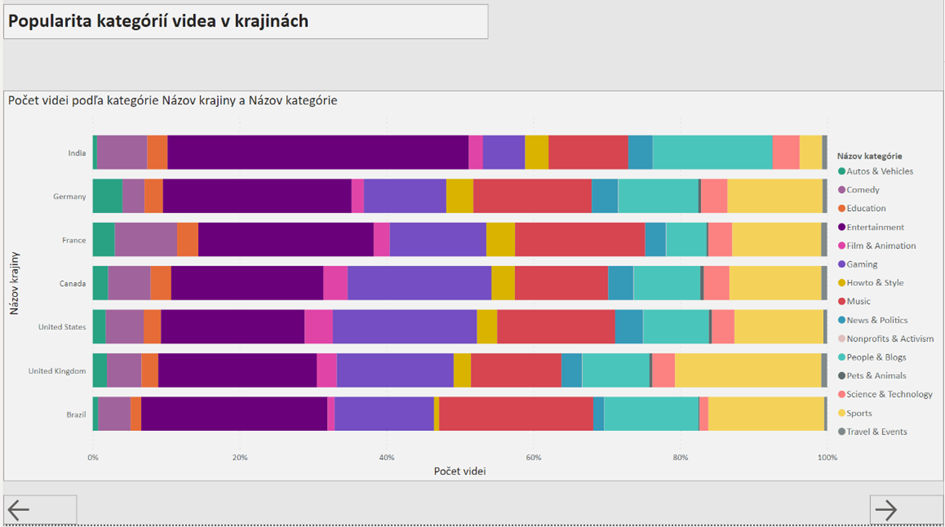 Popularita kategórií videa v krajinách
Počet videi podľa kategórie Názov krajiny a Názov kategórie
Názov krajiny
India
Germany
France
Canada
United States
United Kingdom
Brazil
0% 20% 40% 60% 80% 100%
Počet videi
Názov kategórie
Autos & Vehicles
Comedy
Education
Entertainment
Film & Animation
Gaming
Howto & Style
Music
News & Politics
Nonprofits & Activism
People & Blogs
Pets & Animals
Science & Technology
Sports
Travel & Events